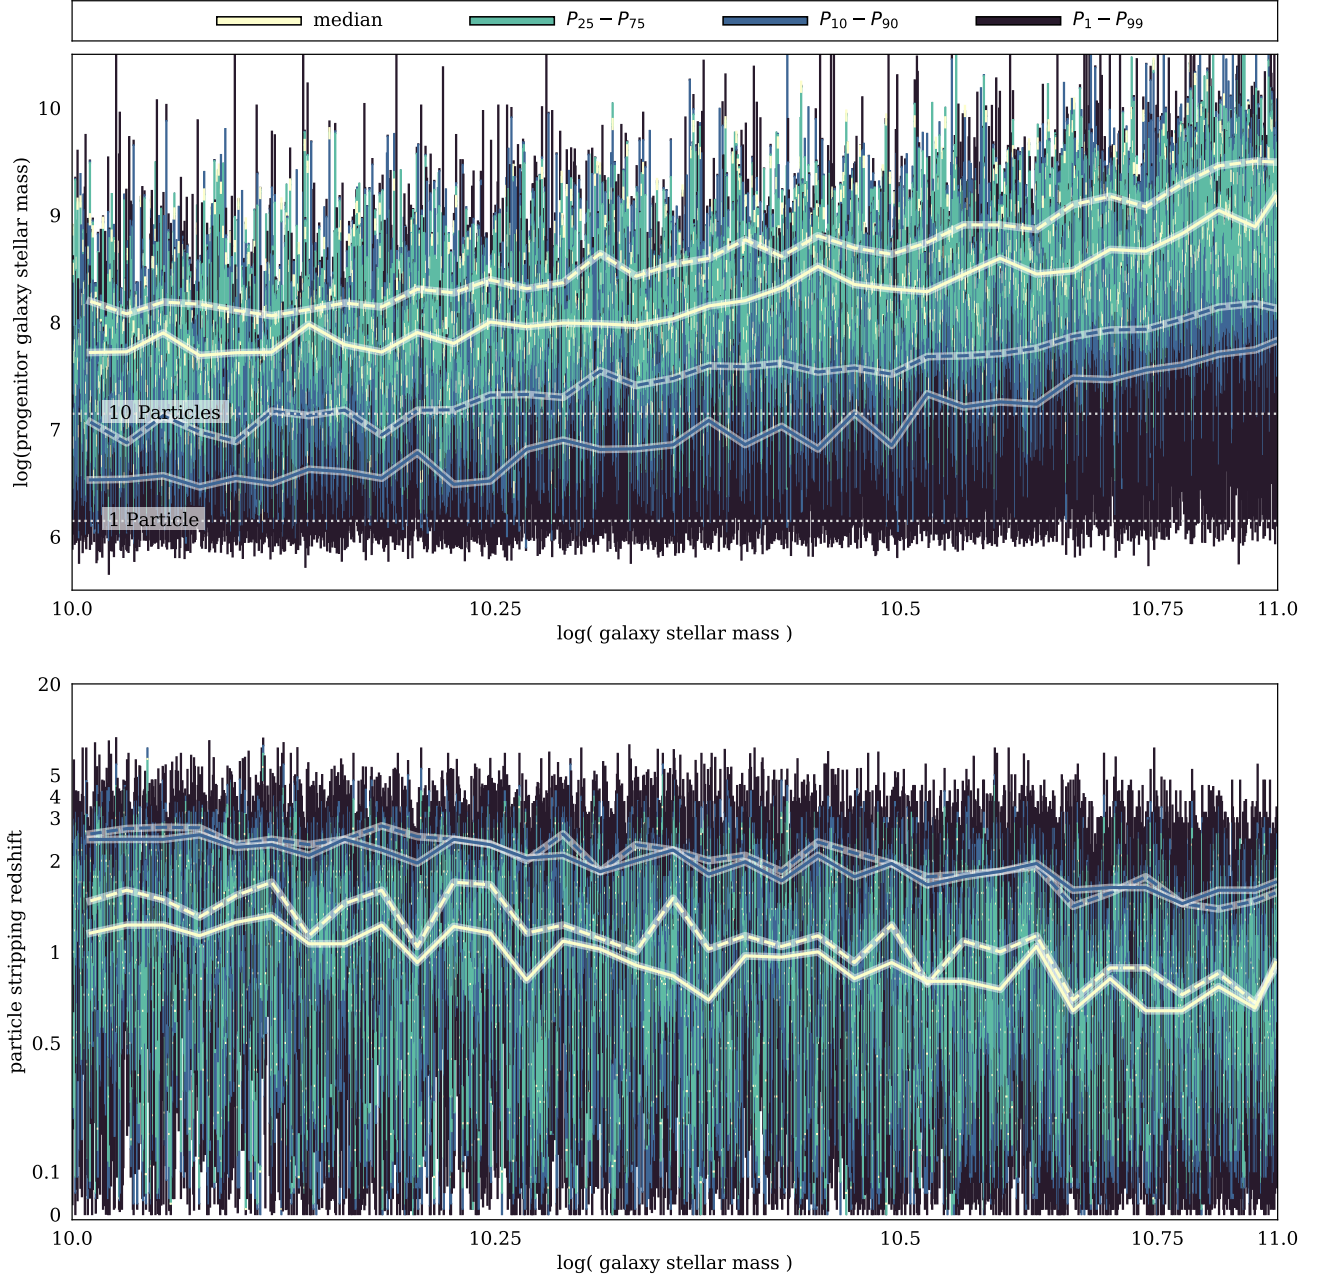 median P₂₅ − P₇₅ P₁₀ − P₉₀ P₁ − P₉₉
10
9
8
7
6
log(progenitor galaxy stellar mass)
10 Particles
1 Particle
10.0 10.25 10.5 10.75 11.0
log( galaxy stellar mass )
20
5
4
3
2
1
0.5
0.1
0
particle stripping redshift
10.0 10.25 10.5 10.75 11.0
log( galaxy stellar mass )